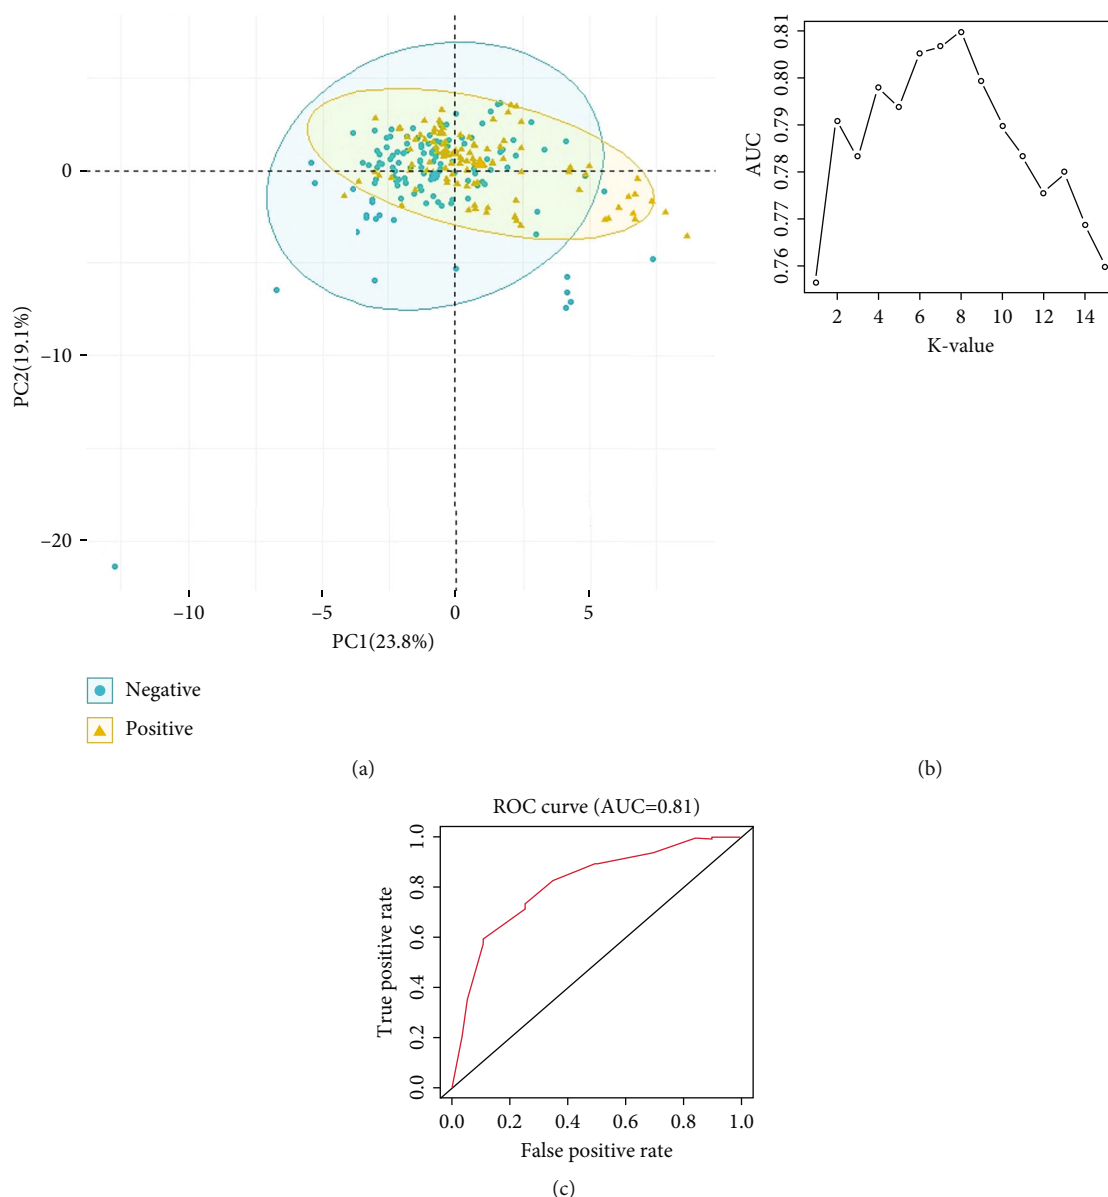 0
–10
–20
PC2(19.1%)
–10
–5
0
5
PC1(23.8%)
Negative
Positive
(a)
0.81
0.80
0.79
0.78
0.77
0.76
AUC
2
4
6
8
10
12
14
K-value
(b)
ROC curve (AUC=0.81)
1.0
0.8
0.6
0.4
0.2
0.0
True positive rate
0.0
0.2
0.4
0.6
0.8
1.0
False positive rate
(c)